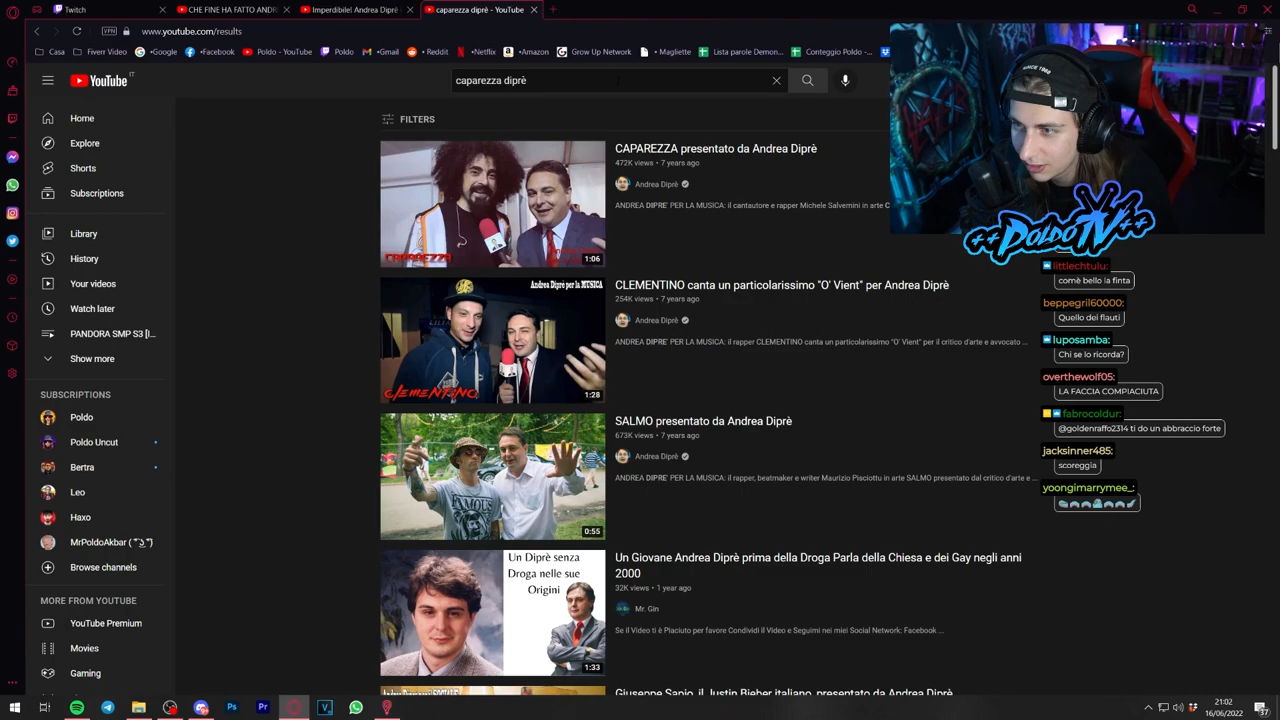 Twitch
CHE FINE HA FATTO ANDR
Imperdibile! Andrea Diprè
caparezza diprè - YouTube
VPN
www.youtube.com/results
Casa
Fiverr Video
Google
Facebook
Poldo - YouTube
Poldo
Gmail
Reddit
Netflix
Amazon
Grow Up Network
Magliette
Lista parole Demon...
Conteggio Poldo -...
YouTube IT
caparezza diprè
Home
Explore
Shorts
Subscriptions
Library
History
Your videos
Watch later
PANDORA SMP S3 [I...
Show more
SUBSCRIPTIONS
Poldo
Poldo Uncut
Bertra
Leo
Haxo
MrPoldoAkbar ( ͡° ͜ʖ ͡°)
Browse channels
MORE FROM YOUTUBE
YouTube Premium
Movies
Gaming
FILTERS
CAPAREZZA
1:06
CAPAREZZA presentato da Andrea Diprè
472K views • 7 years ago
Andrea Diprè
ANDREA DIPRE' PER LA MUSICA: il cantautore e rapper Michele Salvemini in arte C
Andrea Diprè per la MUSICA
CLEMENTINO
1:28
CLEMENTINO canta un particolarissimo "O' Vient" per Andrea Diprè
254K views • 7 years ago
Andrea Diprè
ANDREA DIPRE' PER LA MUSICA: il rapper CLEMENTINO canta un particolarissimo "O' Vient" per il critico d'arte e avvocato ...
FAMOUS
0:55
SALMO presentato da Andrea Diprè
673K views • 7 years ago
Andrea Diprè
ANDREA DIPRE' PER LA MUSICA: il rapper, beatmaker e writer Maurizio Pisciottu in arte SALMO presentato dal critico d'arte e ...
Un Diprè senza
Droga nelle sue
Origini
1:33
Un Giovane Andrea Diprè prima della Droga Parla della Chiesa e dei Gay negli anni
2000
32K views • 1 year ago
Mr. Gin
Se il Video ti è Piaciuto per favore Condividi il Video e Seguimi nei miei Social Network: Facebook ...
Giuseppe Sapio, il Justin Bieber italiano, presentato da Andrea Diprè
SINCE 1968
++POLDOTV++
littlechtulu:
comè bello la finta
beppegril60000:
Quello dei flauti
luposamba:
Chi se lo ricorda?
overthewolf05:
LA FACCIA COMPIACIUTA
fabrocoldur:
@goldenraffo2314 ti do un abbraccio forte
jacksinner485:
scoreggia
yoongimarrymee_:
21:02
16/06/2022
37